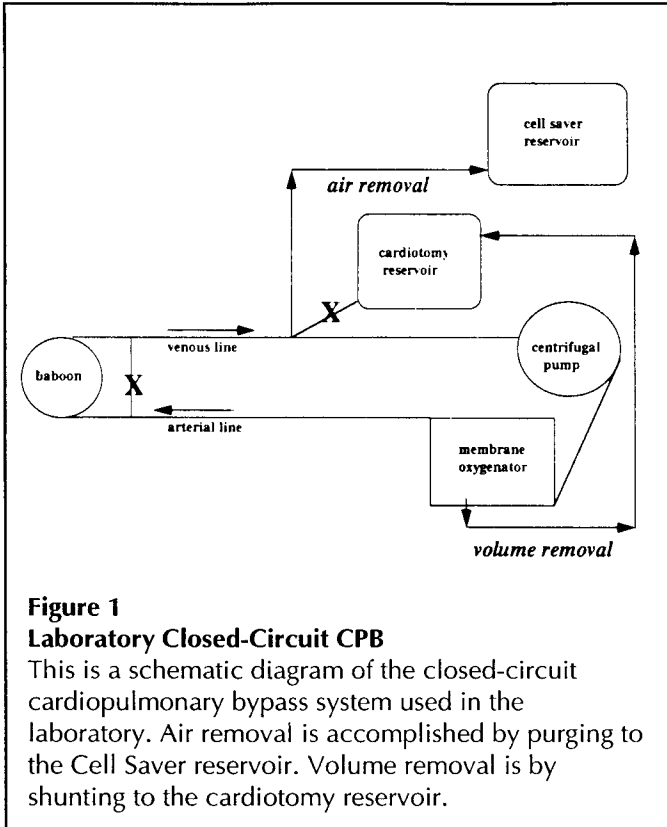 cell saver
reservoir
air removal
cardiotomy
reservoir
venous line
centrifugal
pump
baboon
X
X
arterial line
membrane
oxygenator
volume removal
Figure 1
Laboratory Closed-Circuit CPB
This is a schematic diagram of the closed-circuit
cardiopulmonary bypass system used in the
laboratory. Air removal is accomplished by purging to
the Cell Saver reservoir. Volume removal is by
shunting to the cardiotomy reservoir.